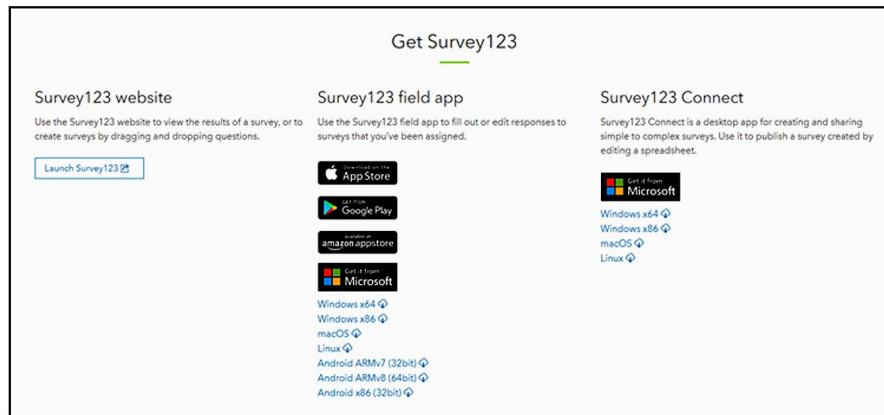 Get Survey123
Survey123 website
Use the Survey123 website to view the results of a survey, or to
create surveys by dragging and dropping questions.
Launch Survey123
Survey123 field app
Use the Survey123 field app to fill out or edit responses to
surveys that you've been assigned.
Download on the
App Store
GET IT ON
Google Play
available at
amazon appstore
Get it from
Microsoft
Windows x64
Windows x86
macOS
Linux
Android ARMv7 (32bit)
Android ARMv8 (64bit)
Android x86 (32bit)
Survey123 Connect
Survey123 Connect is a desktop app for creating and sharing
simple to complex surveys. Use it to publish a survey created by
editing a spreadsheet.
Get it from
Microsoft
Windows x64
Windows x86
macOS
Linux